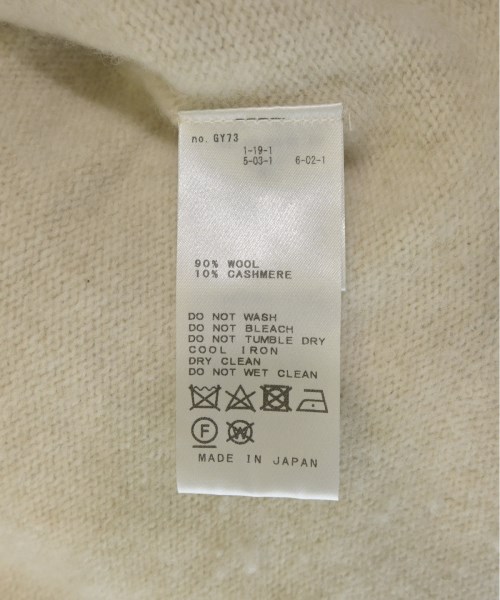 no. GY73
1-19-1
5-03-1 6-02-1
90% WOOL
10% CASHMERE
DO NOT WASH
DO NOT BLEACH
DO NOT TUMBLE DRY
COOL IRON
DRY CLEAN
DO NOT WET CLEAN
F W
MADE IN JAPAN